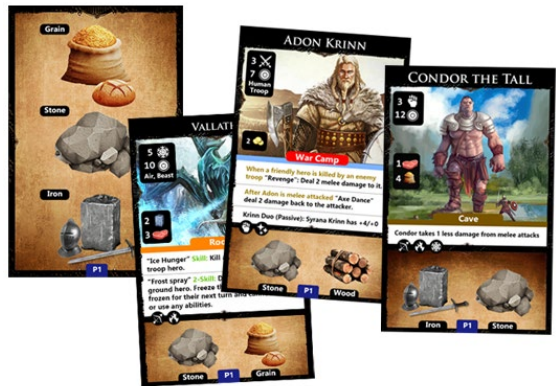 Grain
Stone
Iron
P1
5
10
Air, Beast
2
3
"Ice Hunger" Skill: Kill
troop hero.
"Frost spray" 2-Skill:
ground hero. Freeze
frozen for their next turn and
or use any abilities.
Stone
P1
Grain
ADON KRINN
3
7
Human
Troop
2
War Camp
When a friendly hero is killed by an enemy
troop "Revenge": Deal 2 melee damage to it.
After Adon is melee attacked "Axe Dance"
deal 2 damage back to the attacker.
Krinn Duo (Passive): Syrana Krinn has +4/+0
Stone
P1
Wood
CONDOR THE TALL
3
12
1
4
Cave
Condor takes 1 less damage from melee attacks
Iron
P1
Stone